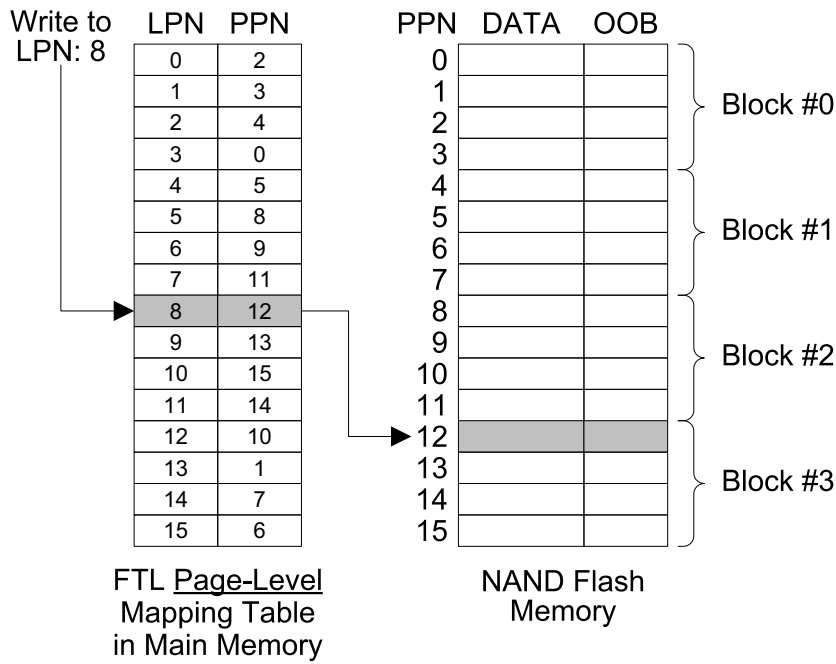 Write to
LPN: 8
LPN PPN
0 2
1 3
2 4
3 0
4 5
5 8
6 9
7 11
8 12
9 13
10 15
11 14
12 10
13 1
14 7
15 6
FTL Page-Level
Mapping Table
in Main Memory
PPN DATA OOB
0
1
2
3
4
5
6
7
8
9
10
11
12
13
14
15
Block #0
Block #1
Block #2
Block #3
NAND Flash
Memory